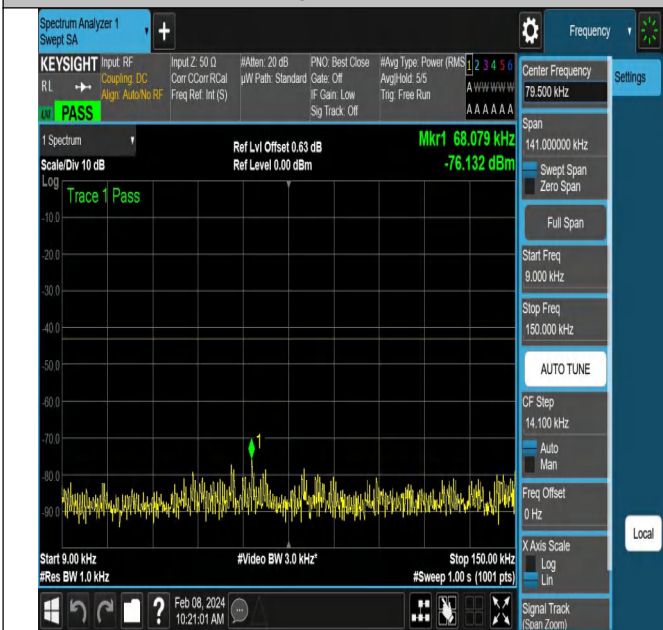 Spectrum Analyzer 1
Swept SA
+
Frequency
KEYSIGHT
RL
LXI
PASS
Input: RF
Coupling: DC
Align: Auto/No RF
Input Z: 50 Ω
Corr CCorr RCal
Freq Ref: Int (S)
#Atten: 20 dB
µW Path: Standard
PNO: Best Close
Gate: Off
IF Gain: Low
Sig Track: Off
#Avg Type: Power (RMS
Avg|Hold: 5/5
Trig: Free Run
1 2 3 4 5 6
A W W W W W
A A A A A A
1 Spectrum
Scale/Div 10 dB
Log
Ref Lvl Offset 0.63 dB
Ref Level 0.00 dBm
Mkr1 68.079 kHz
-76.132 dBm
Trace 1 Pass
-10.0
-20.0
-30.0
-40.0
-50.0
-60.0
-70.0
-80.0
-90.0
1
Start 9.00 kHz
#Res BW 1.0 kHz
#Video BW 3.0 kHz*
Stop 150.00 kHz
#Sweep 1.00 s (1001 pts)
?
Feb 08, 2024
10:21:01 AM
Center Frequency
79.500 kHz
Settings
Span
141.000000 kHz
Swept Span
Zero Span
Full Span
Start Freq
9.000 kHz
Stop Freq
150.000 kHz
AUTO TUNE
CF Step
14.100 kHz
Auto
Man
Freq Offset
0 Hz
Local
X Axis Scale
Log
Lin
Signal Track
(Span Zoom)